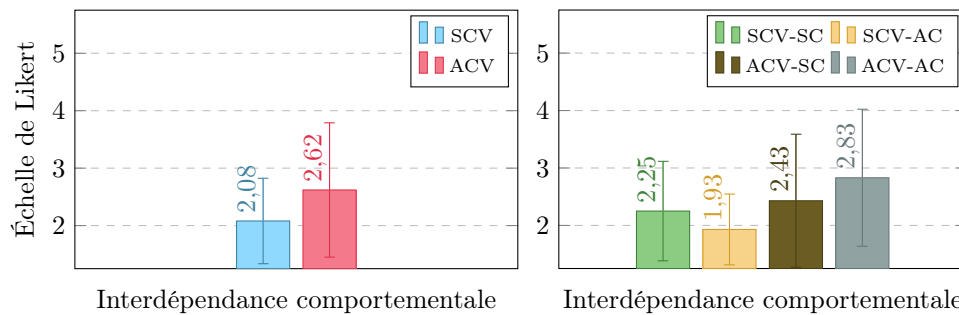 Échelle de Likert
5
4
3
2
SCV
ACV
2,08
2,62
Interdépendance comportementale
5
4
3
2
SCV-SC SCV-AC
ACV-SC ACV-AC
2,25
1,93
2,43
2,83
Interdépendance comportementale